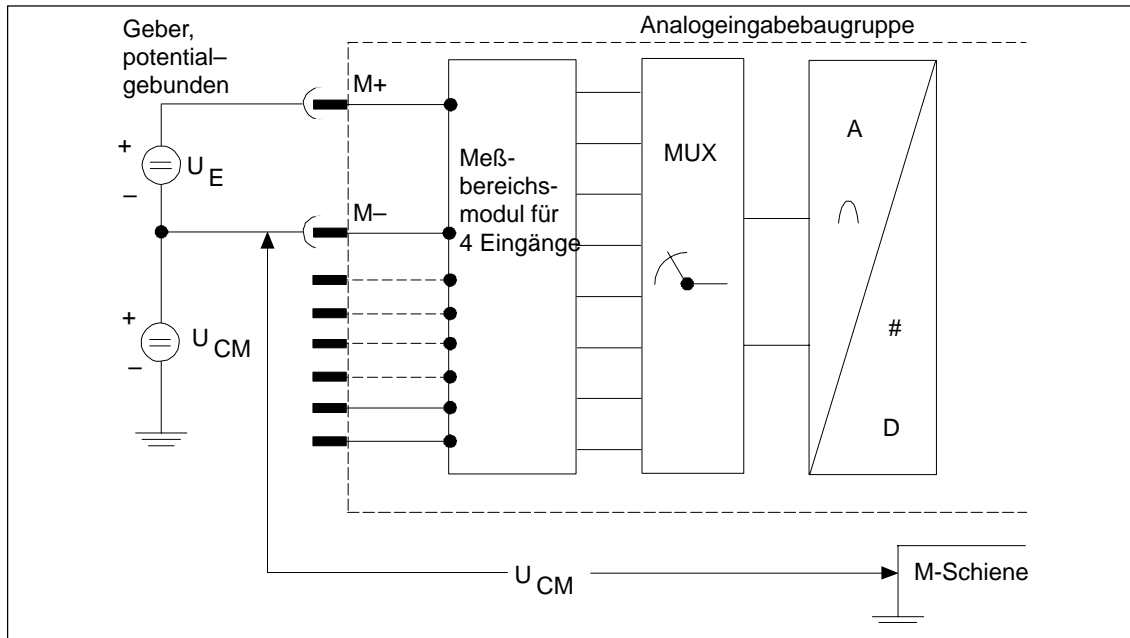 Geber,
potential–
gebunden
Analogeingabebaugruppe
M+
+
U E
–
M–
Meß-
bereichs-
modul für
4 Eingänge
MUX
A
∩
#
D
+
U CM
–
U CM
M-Schiene